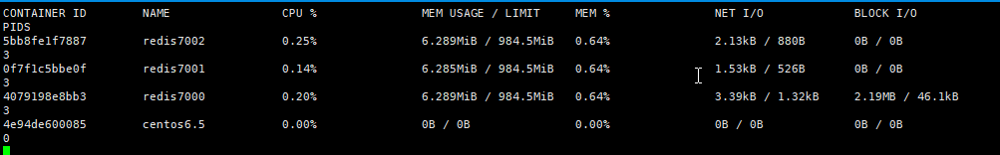 CONTAINER ID NAME CPU % MEM USAGE / LIMIT MEM % NET I/O BLOCK I/O
PIDS
5bb8fe1f7887 redis7002 0.25% 6.289MiB / 984.5MiB 0.64% 2.13kB / 880B 0B / 0B
3
0f7f1c5bbe0f redis7001 0.14% 6.285MiB / 984.5MiB 0.64% 1.53kB / 526B 0B / 0B
3
4079198e8bb3 redis7000 0.20% 6.289MiB / 984.5MiB 0.64% 3.39kB / 1.32kB 2.19MB / 46.1kB
3
4e94de600085 centos6.5 0.00% 0B / 0B 0.00% 0B / 0B 0B / 0B
0